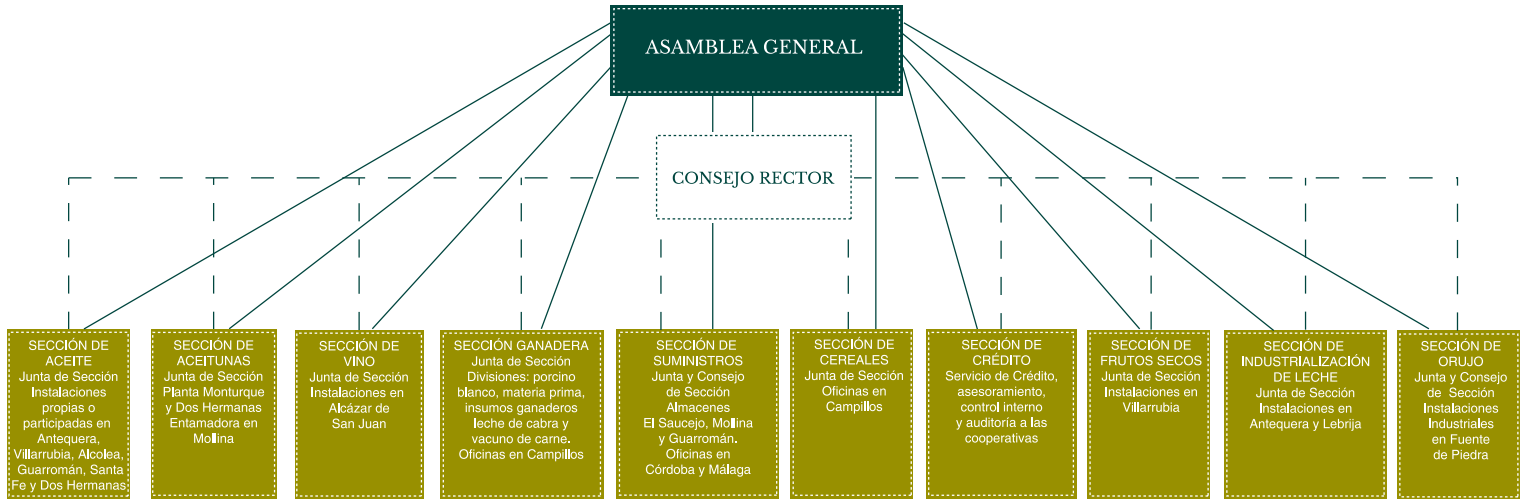 ASAMBLEA GENERAL
CONSEJO RECTOR
SECCIÓN DE
ACEITE
Junta de Sección
Instalaciones
propias o
participadas en
Antequera,
Villarrubia, Alcolea,
Guarromán, Santa
Fe y Dos Hermanas
SECCIÓN DE
ACEITUNAS
Junta de Sección
Planta Monturque
y Dos Hermanas
Entamadora en
Mollina
SECCIÓN DE
VINO
Junta de Sección
Instalaciones en
Alcázar de
San Juan
SECCIÓN GANADERA
Junta de Sección
Divisiones: porcino
blanco, materia prima,
insumos ganaderos
leche de cabra y
vacuno de carne.
Oficinas en Campillos
SECCIÓN DE
SUMINISTROS
Junta y Consejo
de Sección
Almacenes
El Saucejo, Mollina
y Guarromán.
Oficinas en
Córdoba y Málaga
SECCIÓN DE
CEREALES
Junta de Sección
Oficinas en
Campillos
SECCIÓN DE
CRÉDITO
Servicio de Crédito,
asesoramiento,
control interno
y auditoría a las
cooperativas
SECCIÓN DE
FRUTOS SECOS
Junta de Sección
Instalaciones en
Villarrubia
SECCIÓN DE
INDUSTRIALIZACIÓN
DE LECHE
Junta de Sección
Instalaciones en
Antequera y Lebrija
SECCIÓN DE
ORUJO
Junta y Consejo
de Sección
Instalaciones
Industriales
en Fuente
de Piedra